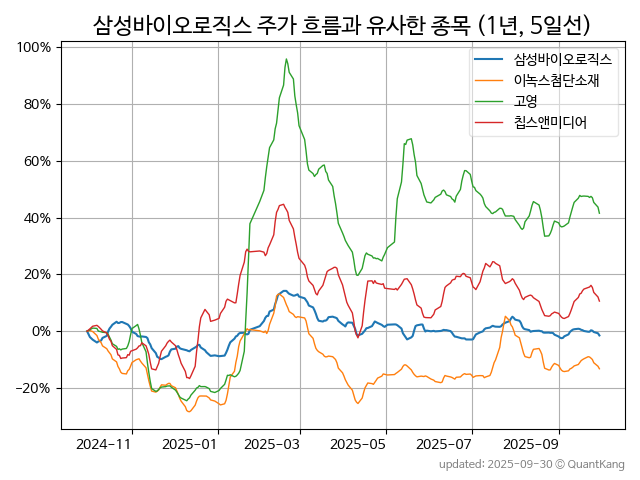 삼성바이오로직스 주가 흐름과 유사한 종목 (1년, 5일선)
100%
80%
60%
40%
20%
0%
−20%
삼성바이오로직스
이녹스첨단소재
고영
칩스앤미디어
2024−11
2025−01
2025−03
2025−05
2025−07
2025−09
updated: 2025−09−30 © QuantKang